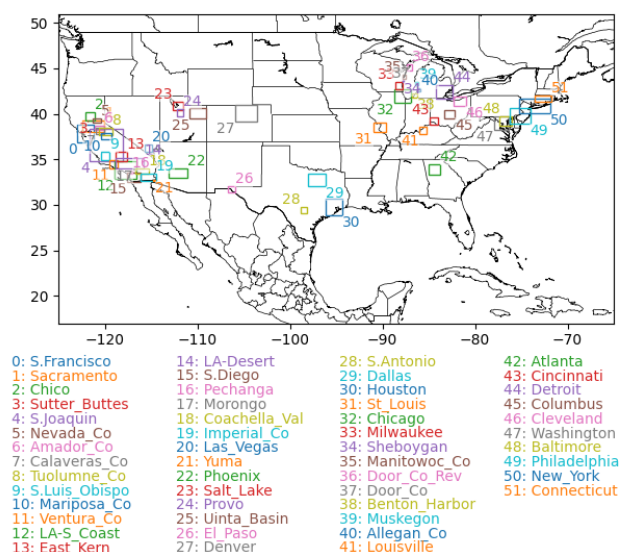 50
45
40
35
30
25
20
−120
−110
−100
−90
−80
−70
0: S.Francisco
1: Sacramento
2: Chico
3: Sutter_Buttes
4: S.Joaquin
5: Nevada_Co
6: Amador_Co
7: Calaveras_Co
8: Tuolumne_Co
9: S.Luis_Obispo
10: Mariposa_Co
11: Ventura_Co
12: LA-S_Coast
13: East_Kern
14: LA-Desert
15: S.Diego
16: Pechanga
17: Morongo
18: Coachella_Val
19: Imperial_Co
20: Las_Vegas
21: Yuma
22: Phoenix
23: Salt_Lake
24: Provo
25: Uinta_Basin
26: El_Paso
27: Denver
28: S.Antonio
29: Dallas
30: Houston
31: St_Louis
32: Chicago
33: Milwaukee
34: Sheboygan
35: Manitowoc_Co
36: Door_Co_Rev
37: Door_Co
38: Benton_Harbor
39: Muskegon
40: Allegan_Co
41: Louisville
42: Atlanta
43: Cincinnati
44: Detroit
45: Columbus
46: Cleveland
47: Washington
48: Baltimore
49: Philadelphia
50: New_York
51: Connecticut